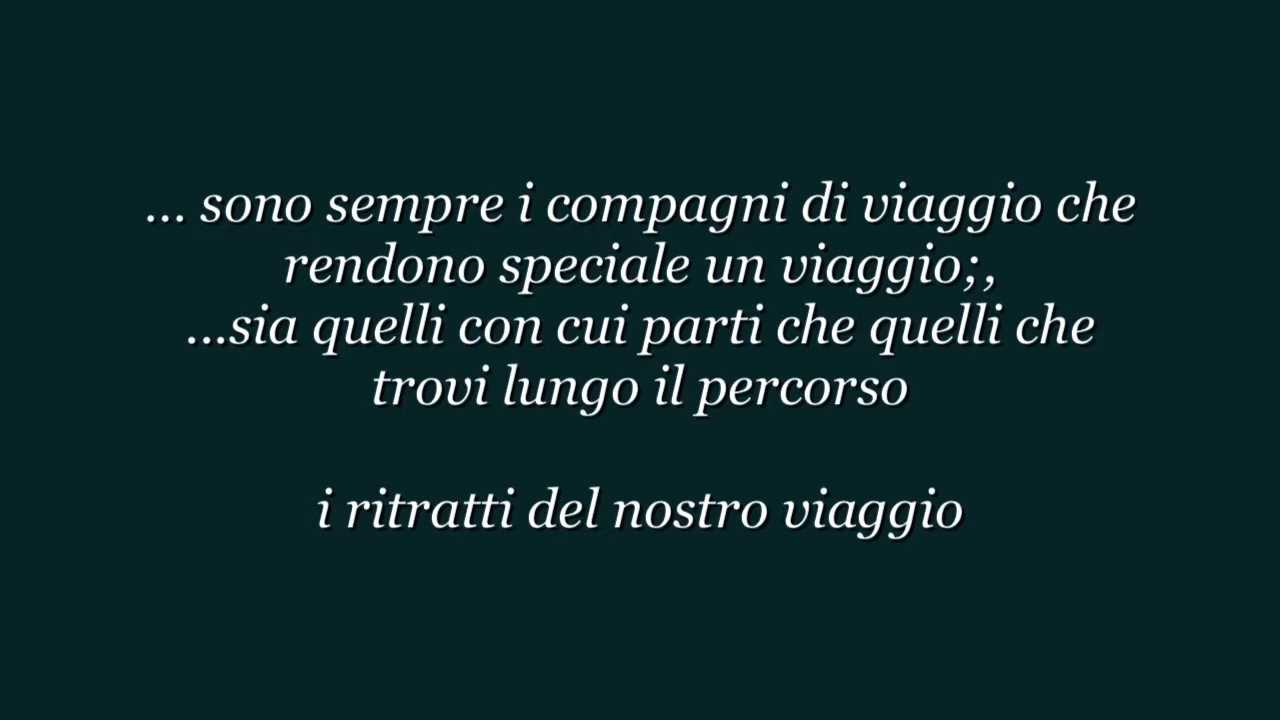 ... sono sempre i compagni di viaggio che
rendono speciale un viaggio;,
...sia quelli con cui parti che quelli che
trovi lungo il percorso
i ritratti del nostro viaggio